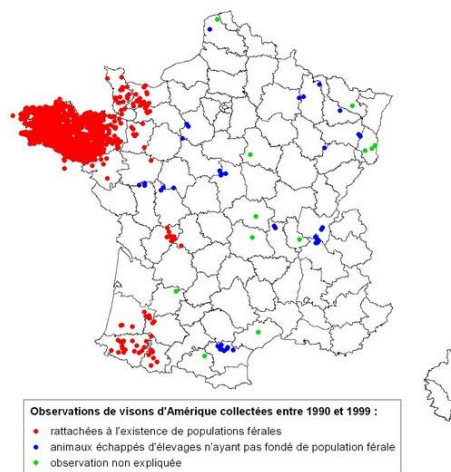 Observations de visons d'Amérique collectées entre 1990 et 1999 :
rattachées à l'existence de populations férales
animaux échappés d'élevages n'ayant pas fondé de population férale
observation non expliquée